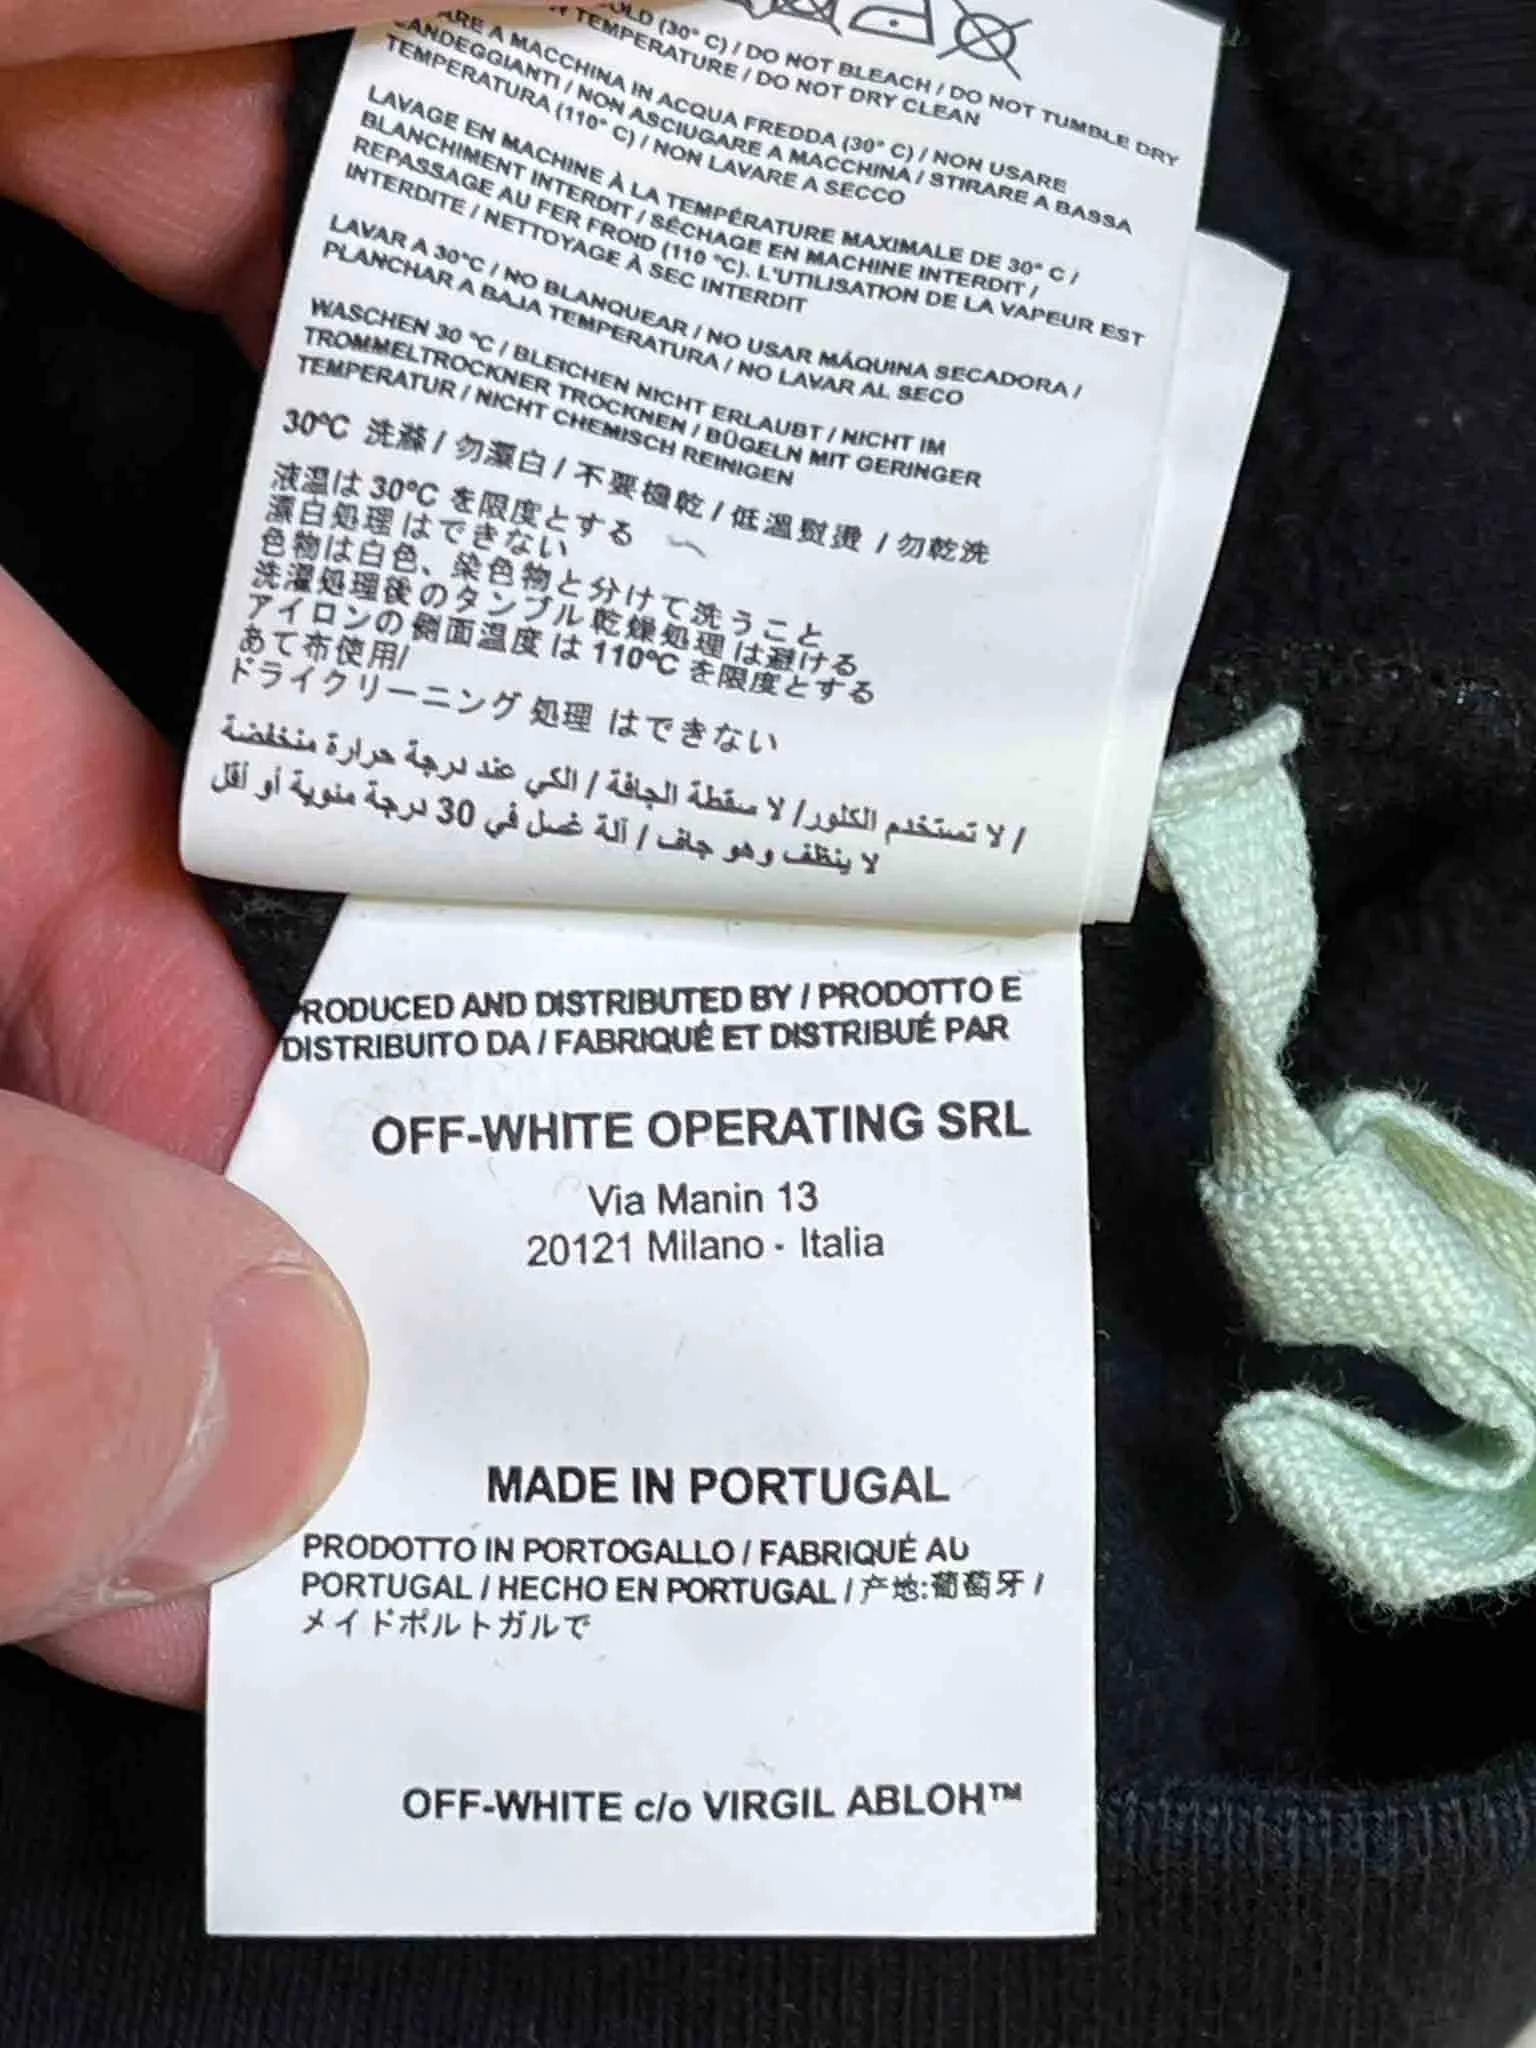 (30° C) / DO NOT BLEACH / DO NOT TUMBLE DRY
TEMPERATURE / DO NOT DRY CLEAN
A MACCHINA IN ACQUA FREDDA (30° C) / NON USARE
CANDEGGIANTI / NON ASCIUGARE A MACCHINA / STIRARE A BASSA
TEMPERATURA (110° C) / NON LAVARE A SECCO
LAVAGE EN MACHINE À LA TEMPÉRATURE MAXIMALE DE 30° C /
BLANCHIMENT INTERDIT / SÉCHAGE EN MACHINE INTERDIT /
REPASSAGE AU FER FROID (110 °C). L'UTILISATION DE LA VAPEUR EST
INTERDITE / NETTOYAGE À SEC INTERDIT
LAVAR A 30°C / NO BLANQUEAR / NO USAR MÁQUINA SECADORA /
PLANCHAR A BAJA TEMPERATURA / NO LAVAR AL SECO
WASCHEN 30 °C / BLEICHEN NICHT ERLAUBT / NICHT IM
TROMMELTROCKNER TROCKNEN / BÜGELN MIT GERINGER
TEMPERATUR / NICHT CHEMISCH REINIGEN
30ºC 洗滌 / 勿漂白 / 不要機乾 / 低溫熨燙 / 勿乾洗
液温は 30ºC を限度とする
漂白処理 はできない
色物は白色、染色物と分けて洗うこと
洗濯処理後 のタンブル 乾燥処理 は避ける
アイロンの 側面温度 は 110ºC を限度とする
あて布使用/
ドライクリーニング 処理 はできない
/ لا تستخدم الكلور/ لا سقطة الجافة / الكي عند درجة حرارة منخفضة
لا ينظف وهو جاف / آلة غسل في 30 درجة مئوية أو أقل
PRODUCED AND DISTRIBUTED BY / PRODOTTO E
DISTRIBUITO DA / FABRIQUÉ ET DISTRIBUÉ PAR
OFF-WHITE OPERATING SRL
Via Manin 13
20121 Milano - Italia
MADE IN PORTUGAL
PRODOTTO IN PORTOGALLO / FABRIQUÉ AU
PORTUGAL / HECHO EN PORTUGAL / 产地:葡萄牙 /
メイドポルトガルで
OFF-WHITE c/o VIRGIL ABLOH™